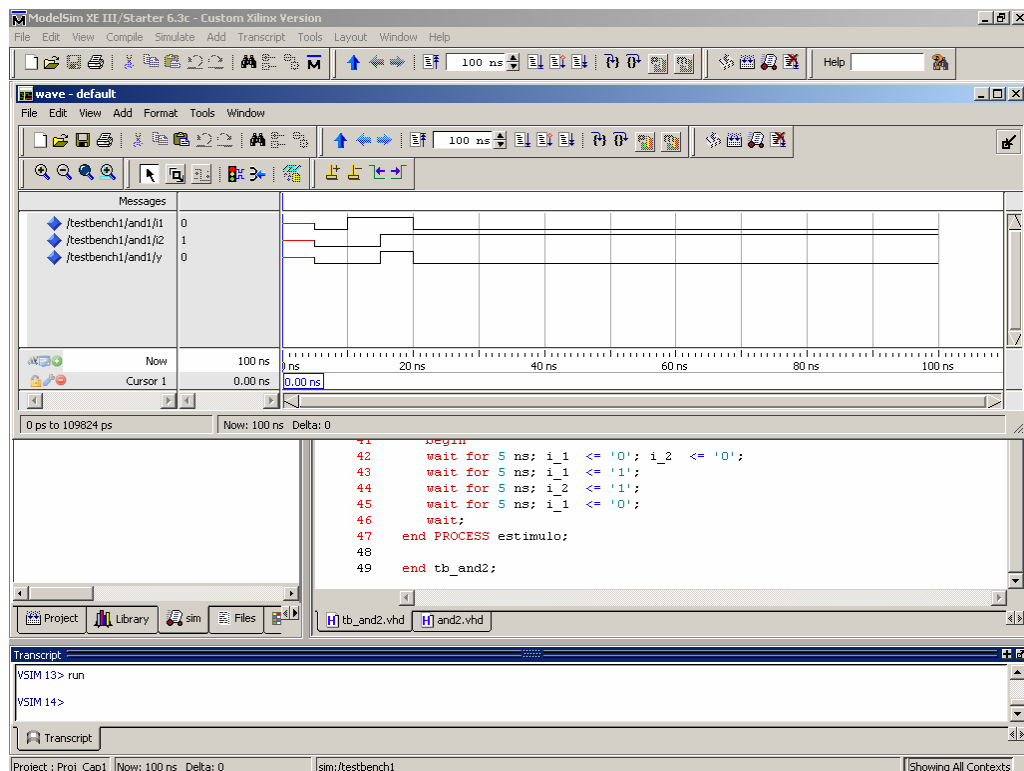 ModelSim XE III/Starter 6.3c - Custom Xilinx Version
File Edit View Compile Simulate Add Transcript Tools Layout Window Help
100 ns Help
wave - default
File Edit View Add Format Tools Window
100 ns
Messages
/testbench1/and1/i1 0
/testbench1/and1/i2 1
/testbench1/and1/y 0
Now 100 ns
ns 20 ns 40 ns 60 ns 80 ns 100 ns
Cursor 1 0.00 ns 0.00 ns
0 ps to 109824 ps Now: 100 ns Delta: 0
41 begin
42 wait for 5 ns; i_1 <= '0'; i_2 <= '0';
43 wait for 5 ns; i_1 <= '1';
44 wait for 5 ns; i_2 <= '1';
45 wait for 5 ns; i_1 <= '0';
46 wait;
47 end PROCESS estimulo;
48
49 end tb_and2;
Project Library sim Files
tb_and2.vhd and2.vhd
Transcript
VSIM 13> run
VSIM 14>
Transcript
Project : Proj_Cap1 Now: 100 ns Delta: 0 sim:/testbench1 Showing All Contexts